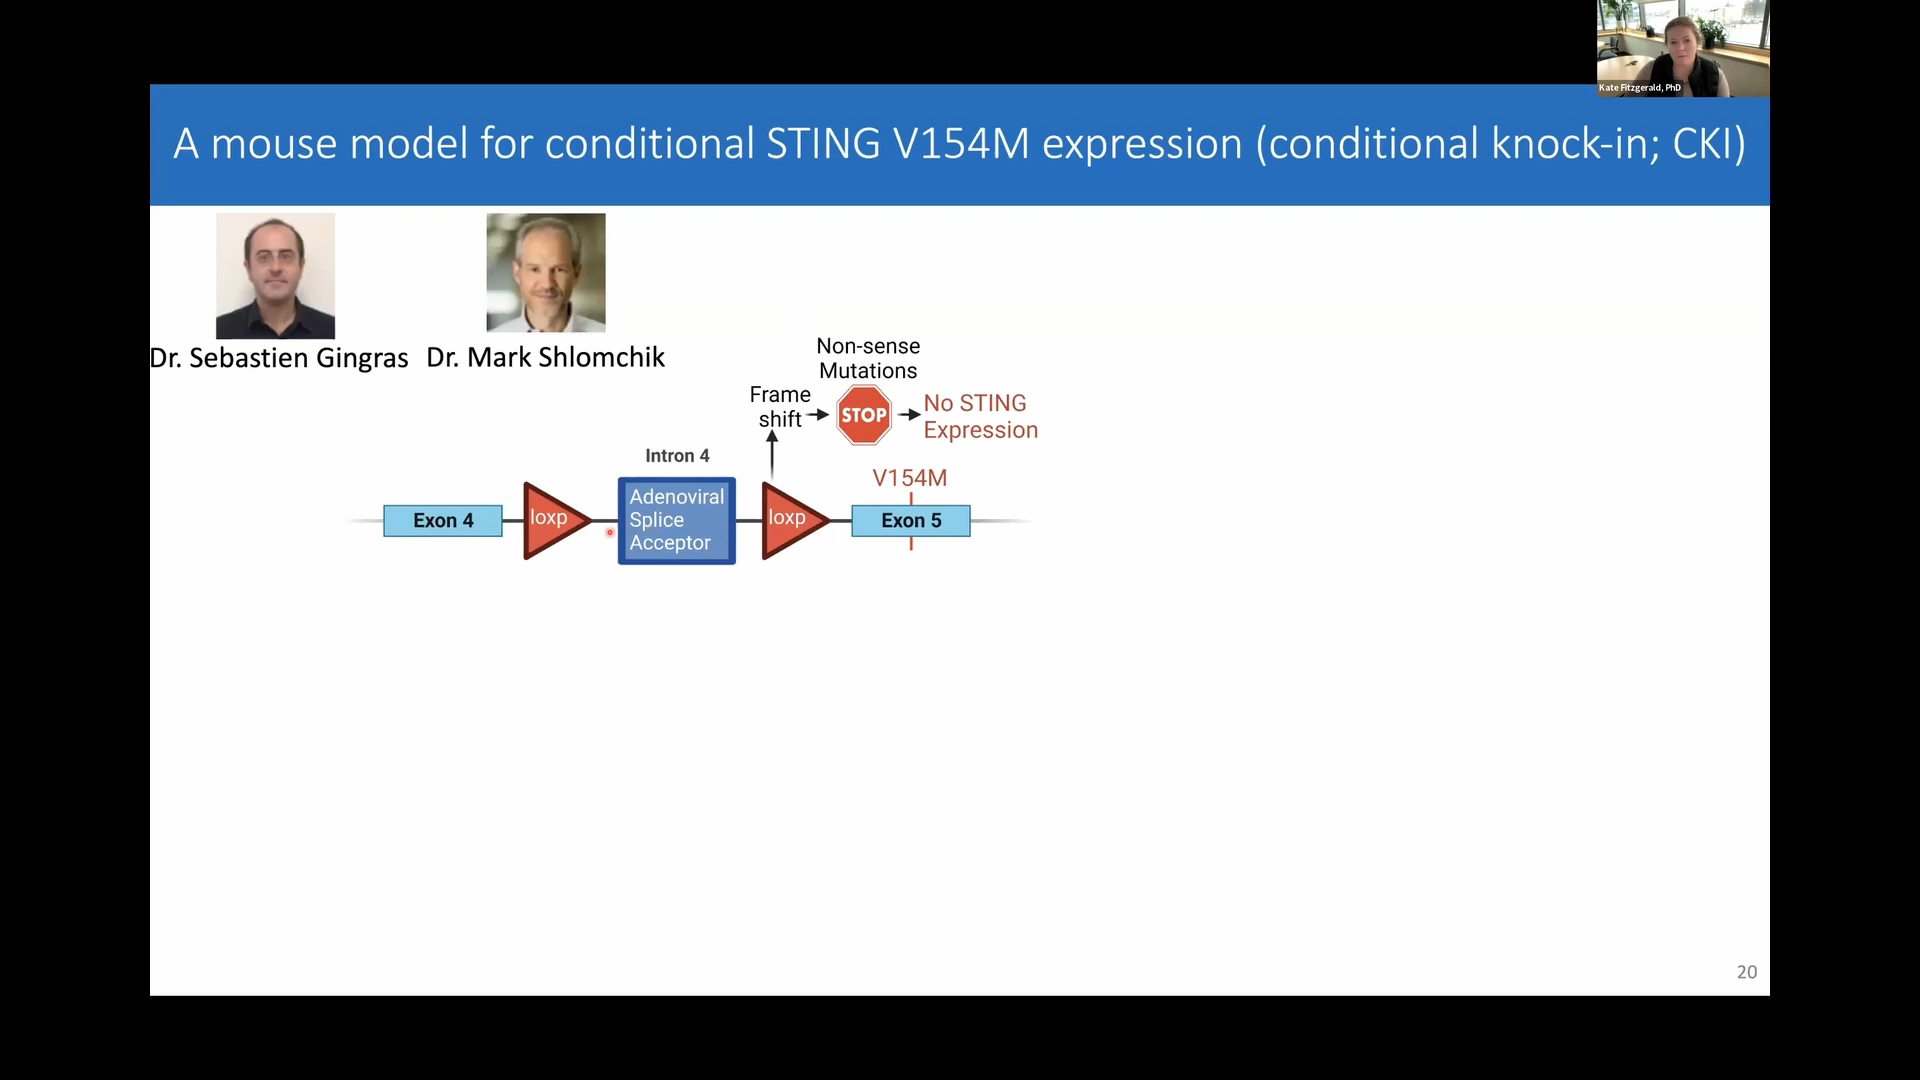 Kate Fitzgerald, PhD
A mouse model for conditional STING V154M expression (conditional knock-in; CKI)
Dr. Sebastien Gingras
Dr. Mark Shlomchik
Non-sense
Mutations
Frame
shift
STOP
No STING
Expression
Intron 4
V154M
Exon 4
loxp
Adenoviral
Splice
Acceptor
loxp
Exon 5
20